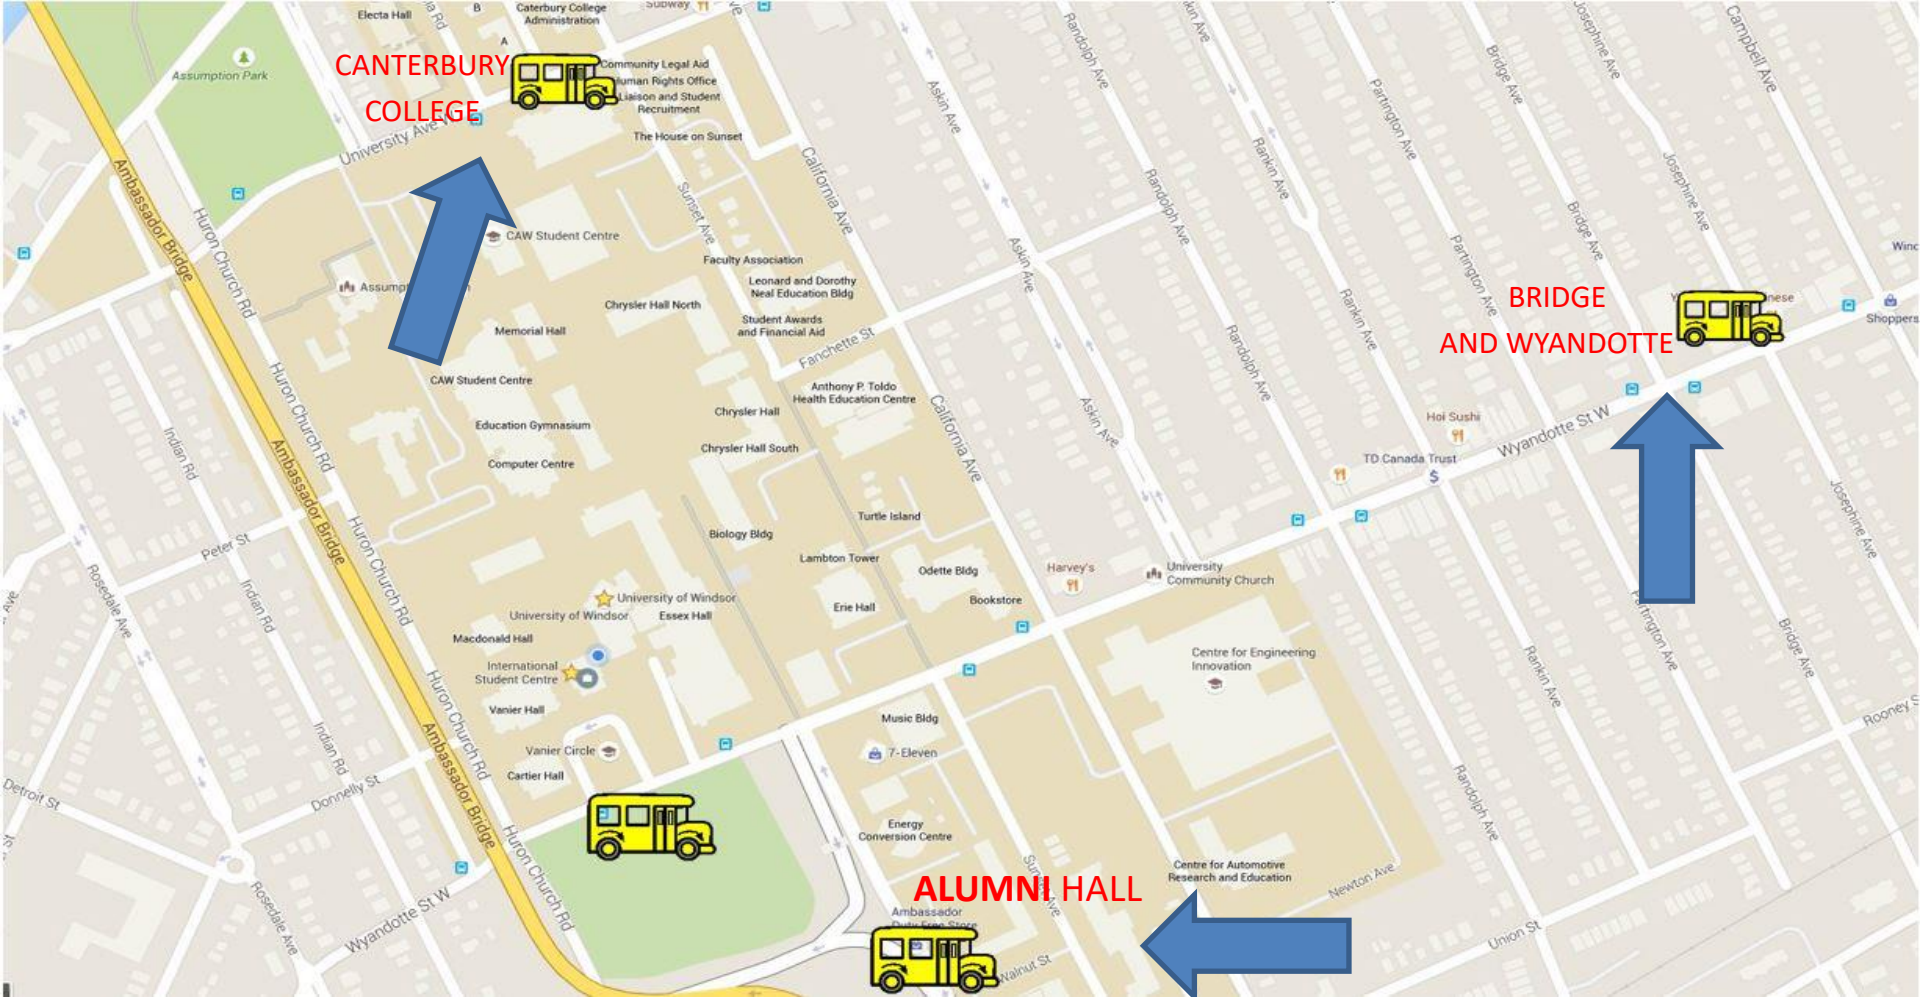 Electa Hall
B
Caterbury College
Administration
Subway
A
Assumption Park
CANTERBURY
COLLEGE
Community Legal Aid
Human Rights Office
Liaison and Student
Recruitment
The House on Sunset
University Ave W
Askin Ave
Randolph Ave
Partington Ave
Bridge Ave
Josephine Ave
Campbell Ave
Ambassador Bridge
Huron Church Rd
Sunset Ave
California Ave
Askin Ave
Randolph Ave
Rankin Ave
Partington Ave
Bridge Ave
Josephine Ave
CAW Student Centre
Faculty Association
Leonard and Dorothy
Neal Education Bldg
Chrysler Hall North
Student Awards
and Financial Aid
Memorial Hall
Fanchette St
BRIDGE
AND WYANDOTTE
Shoppers
Rankin Ave
Randolph Ave
CAW Student Centre
Anthony P. Toldo
Health Education Centre
Huron Church Rd
Chrysler Hall
California Ave
Askin Ave
Education Gymnasium
Chrysler Hall South
Hoi Sushi
Wyandotte St W
TD Canada Trust
$
Computer Centre
Indian Rd
Ambassador Bridge
Peter St
Huron Church Rd
Turtle Island
Biology Bldg
Lambton Tower
Odette Bldg
Harvey's
University
Community Church
Josephine Ave
Rosedale Ave
Indian Rd
University of Windsor
University of Windsor
Essex Hall
Erie Hall
Bookstore
Partington Ave
Bridge Ave
Macdonald Hall
International
Student Centre
Centre for Engineering
Innovation
Rankin Ave
Vanier Hall
Huron Church Rd
Music Bldg
Rooney S
Indian Rd
Vanier Circle
7-Eleven
Cartier Hall
Ambassador Bridge
Detroit St
Donnelly St
Randolph Ave
Energy
Conversion Centre
Huron Church Rd
Centre for Automotive
Research and Education
Newton Ave
ALUMNI HALL
Sunset Ave
Ambassador
Duty Free Store
Rosedale Ave
Wyandotte St W
Union St
Walnut St